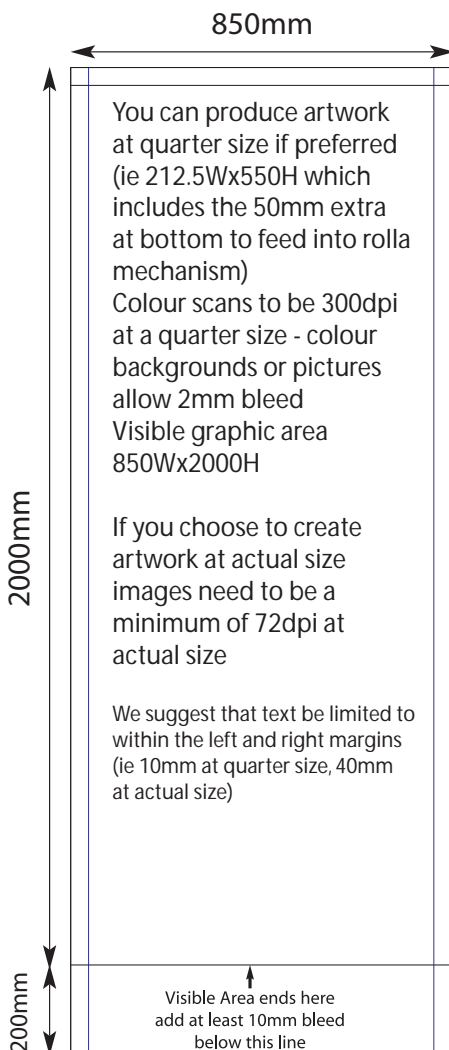 850mm
You can produce artwork
at quarter size if preferred
(ie 212.5Wx550H which
includes the 50mm extra
at bottom to feed into rolla
mechanism)
Colour scans to be 300dpi
at a quarter size - colour
backgrounds or pictures
allow 2mm bleed
Visible graphic area
850Wx2000H
If you choose to create
artwork at actual size
images need to be a
minimum of 72dpi at
actual size
We suggest that text be limited to
within the left and right margins
(ie 10mm at quarter size, 40mm
at actual size)
2000mm
Visible Area ends here
add at least 10mm bleed
below this line
200mm